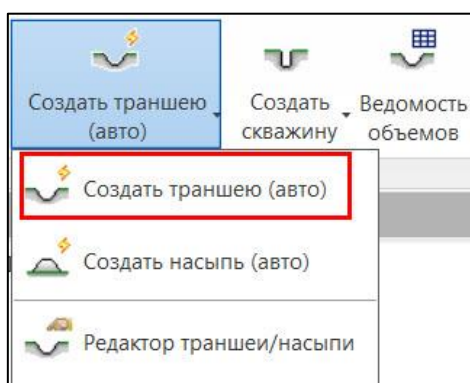 Создать траншею
(авто)
Создать
скважину
Ведомость
объемов
Создать траншею (авто)
Создать насыпь (авто)
Редактор траншеи/насыпи